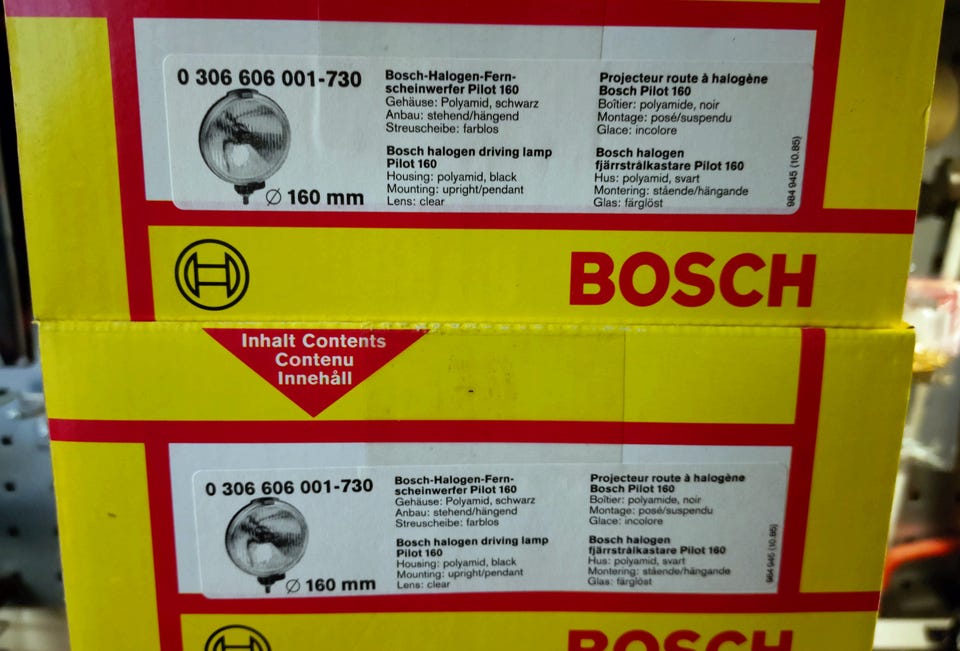 0 306 606 001-730
Ø 160 mm
Bosch-Halogen-Fern-
scheinwerfer Pilot 160
Gehäuse: Polyamid, schwarz
Anbau: stehend/hängend
Streuscheibe: farblos
Bosch halogen driving lamp
Pilot 160
Housing: polyamid, black
Mounting: upright/pendant
Lens: clear
Projecteur route à halogène
Bosch Pilot 160
Boîtier: polyamide, noir
Montage: posé/suspendu
Glace: incolore
Bosch halogen
fjärrstrålkastare Pilot 160
Hus: polyamid, svart
Montering: stående/hängande
Glas: färglöst
984 945 (10.85)
BOSCH
Inhalt Contents
Contenu
Innehåll
0 306 606 001-730
Ø 160 mm
Bosch-Halogen-Fern-
scheinwerfer Pilot 160
Gehäuse: Polyamid, schwarz
Anbau: stehend/hängend
Streuscheibe: farblos
Bosch halogen driving lamp
Pilot 160
Housing: polyamid, black
Mounting: upright/pendant
Lens: clear
Projecteur route à halogène
Bosch Pilot 160
Boîtier: polyamide, noir
Montage: posé/suspendu
Glace: incolore
Bosch halogen
fjärrstrålkastare Pilot 160
Hus: polyamid, svart
Montering: stående/hängande
Glas: färglöst
984 945 (10.85)
BOSCH